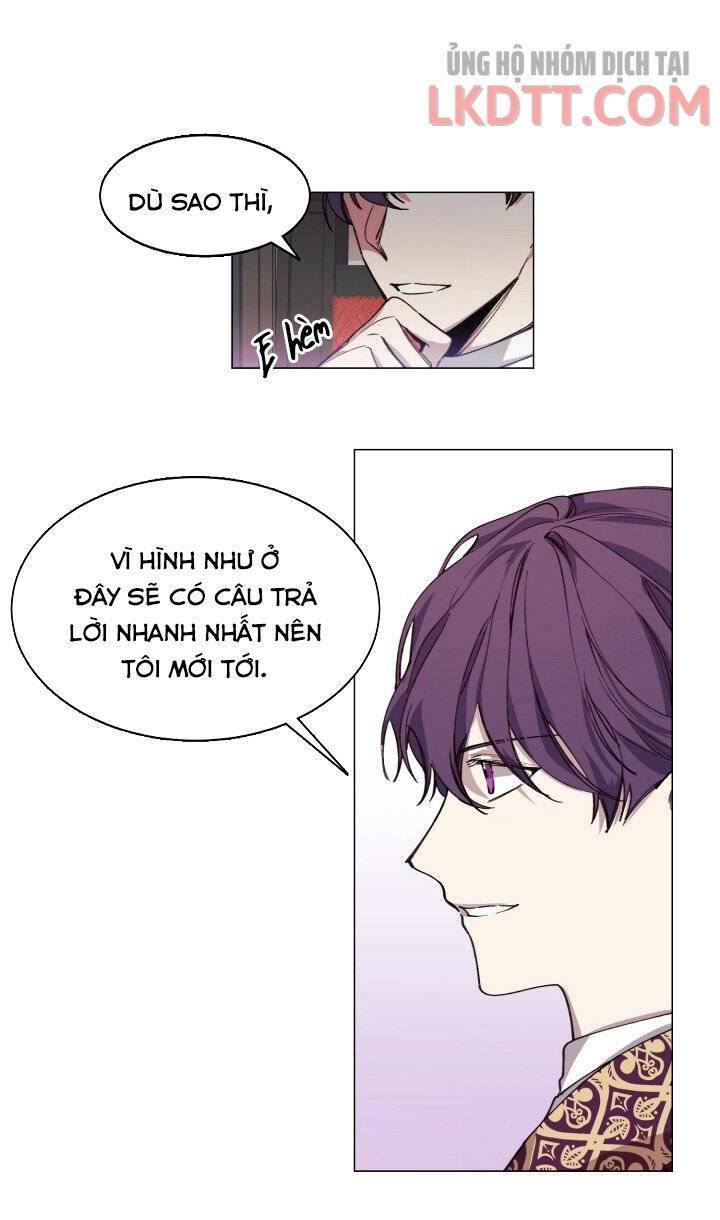 ỦNG HỘ NHÓM DỊCH TẠI
LKDTT.COM
DÙ SAO THÌ,
E hèm
VÌ HÌNH NHƯ Ở
ĐÂY SẼ CÓ CÂU TRẢ
LỜI NHANH NHẤT NÊN
TÔI MỚI TỚI.